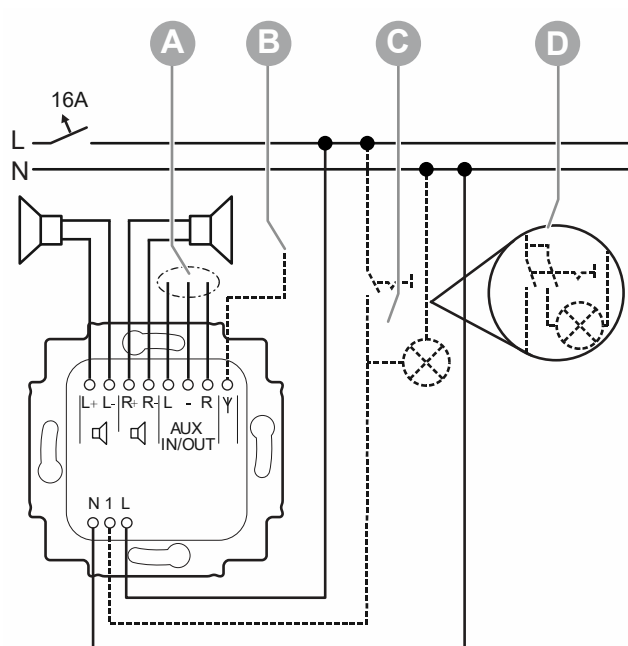 A B C D
16A
L
N
L+ L- R+ R- L - R
AUX
IN/OUT
N 1 L